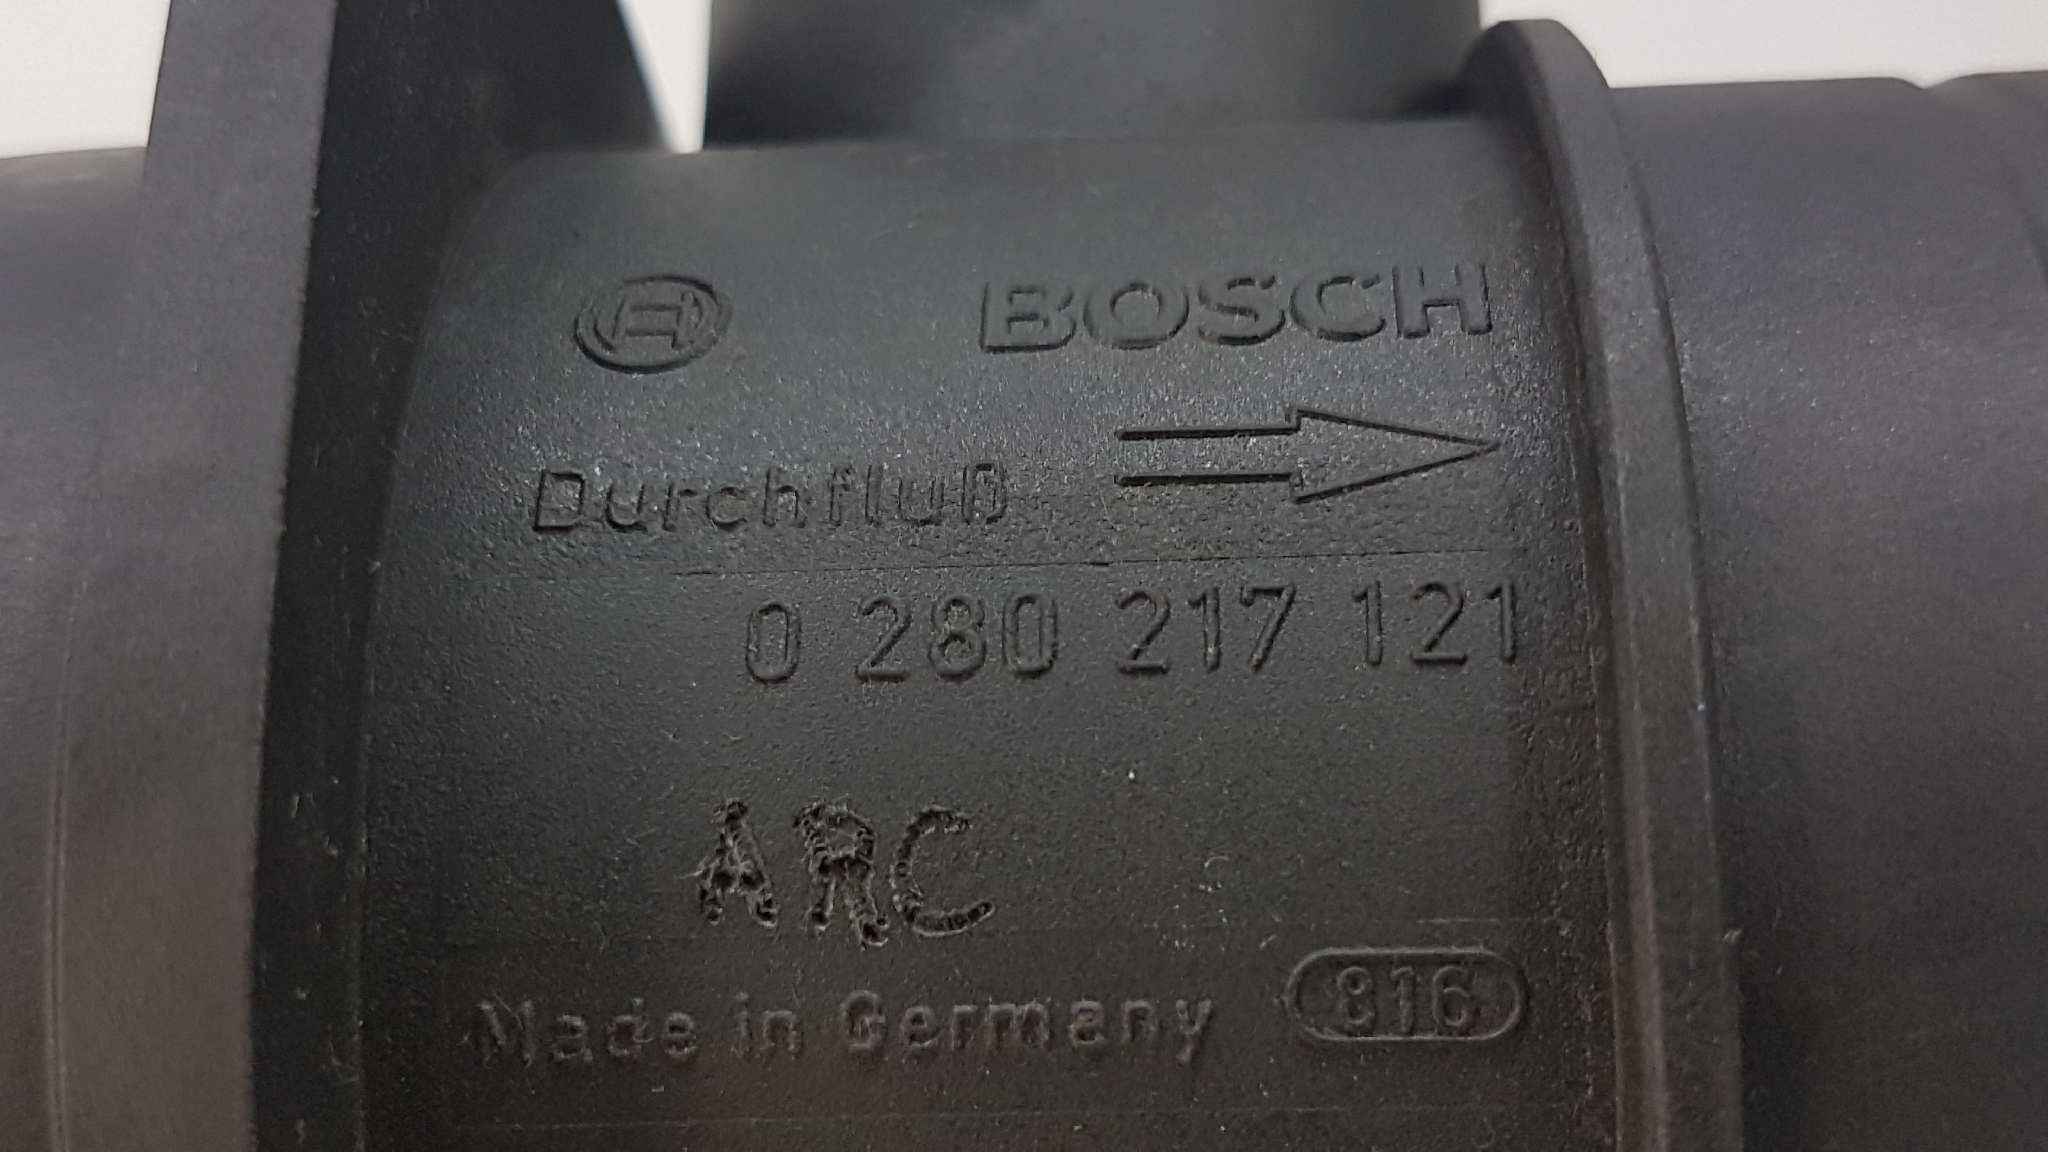 BOSCH
Durchfluß
0 280 217 121
ARC
Made in Germany 816